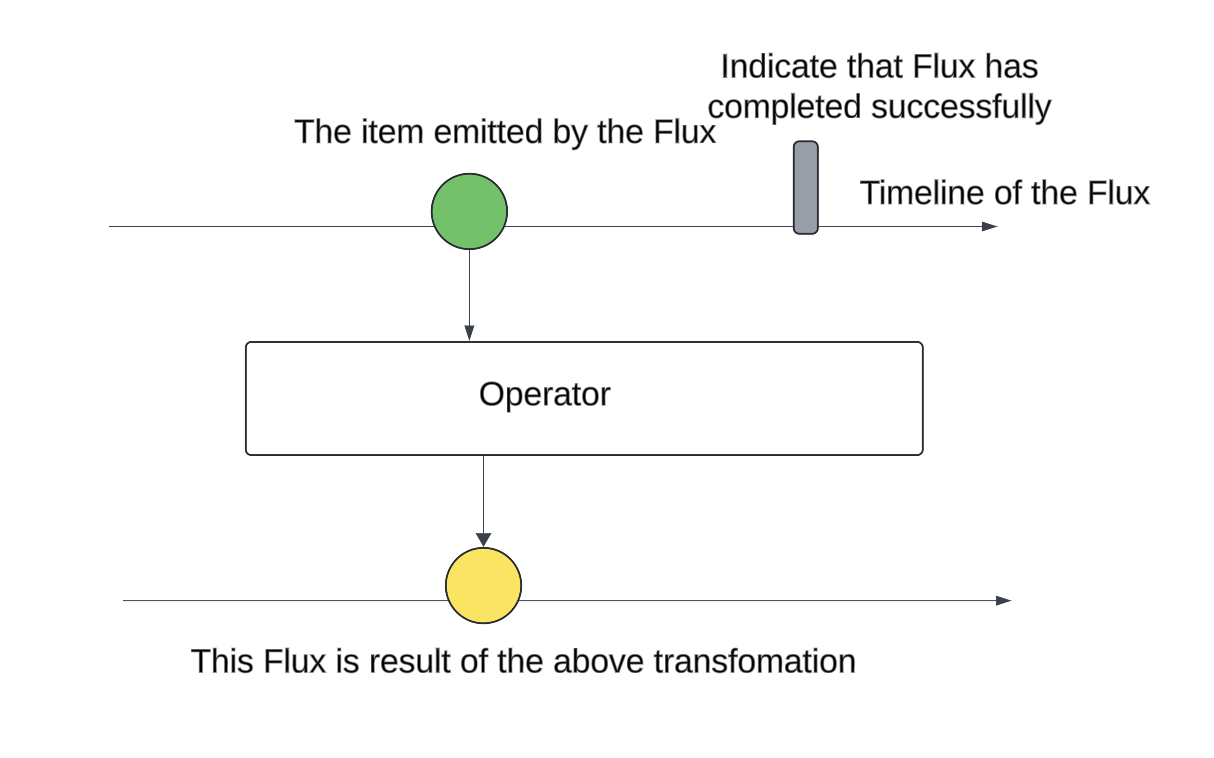 Indicate that Flux has
completed successfully
The item emitted by the Flux
Timeline of the Flux
Operator
This Flux is result of the above transfomation